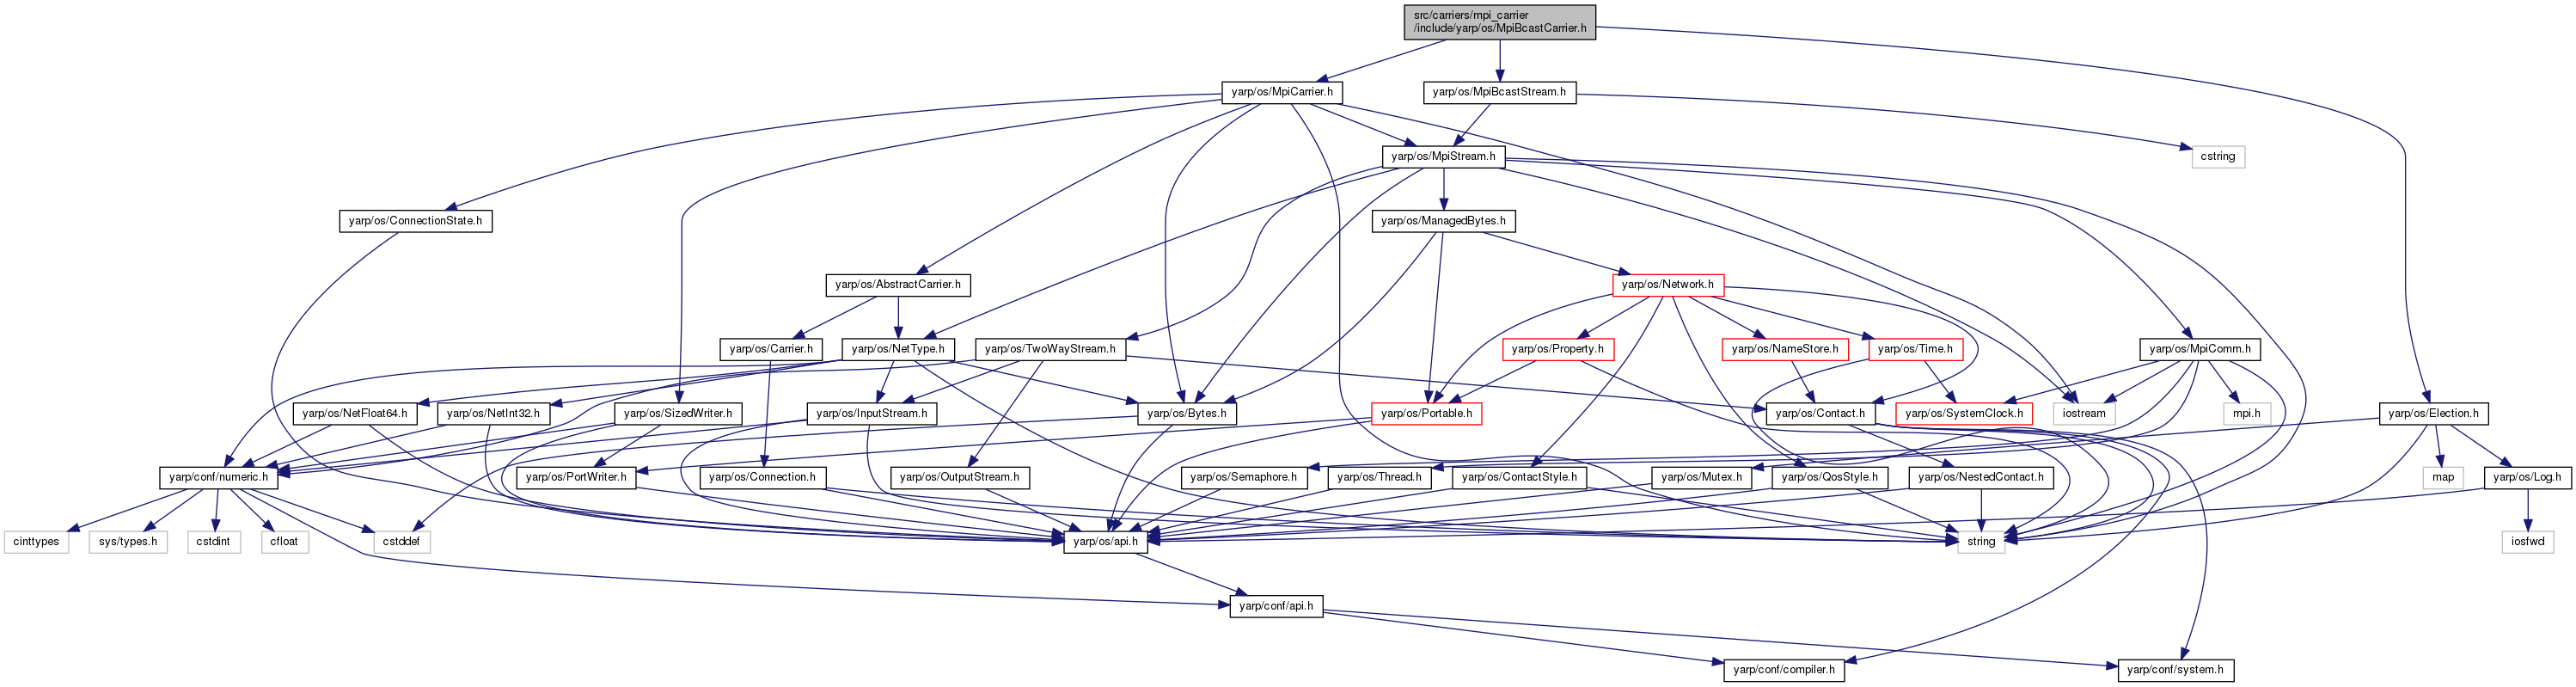 src/carriers/mpi_carrier
/include/yarp/os/MpiBcastCarrier.h
yarp/os/MpiCarrier.h
yarp/os/MpiBcastStream.h
yarp/os/MpiStream.h
cstring
yarp/os/ConnectionState.h
yarp/os/ManagedBytes.h
yarp/os/AbstractCarrier.h
yarp/os/Network.h
yarp/os/Carrier.h
yarp/os/NetType.h
yarp/os/TwoWayStream.h
yarp/os/Property.h
yarp/os/NameStore.h
yarp/os/Time.h
yarp/os/MpiComm.h
yarp/os/NetFloat64.h
yarp/os/NetInt32.h
yarp/os/SizedWriter.h
yarp/os/InputStream.h
yarp/os/Bytes.h
yarp/os/Portable.h
yarp/os/Contact.h
yarp/os/SystemClock.h
iostream
mpi.h
yarp/os/Election.h
yarp/conf/numeric.h
yarp/os/PortWriter.h
yarp/os/Connection.h
yarp/os/OutputStream.h
yarp/os/Semaphore.h
yarp/os/Thread.h
yarp/os/ContactStyle.h
yarp/os/Mutex.h
yarp/os/QosStyle.h
yarp/os/NestedContact.h
map
yarp/os/Log.h
cinttypes
sys/types.h
cstdint
cfloat
cstddef
yarp/os/api.h
string
iosfwd
yarp/conf/api.h
yarp/conf/compiler.h
yarp/conf/system.h